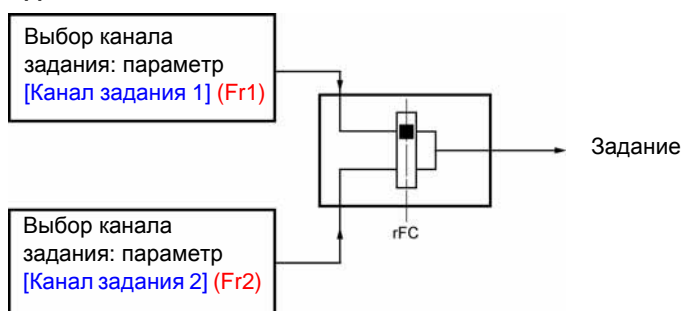 Выбор канала
задания: параметр
[Канал задания 1] (Fr1)
Задание
rFC
Выбор канала
задания: параметр
[Канал задания 2] (Fr2)